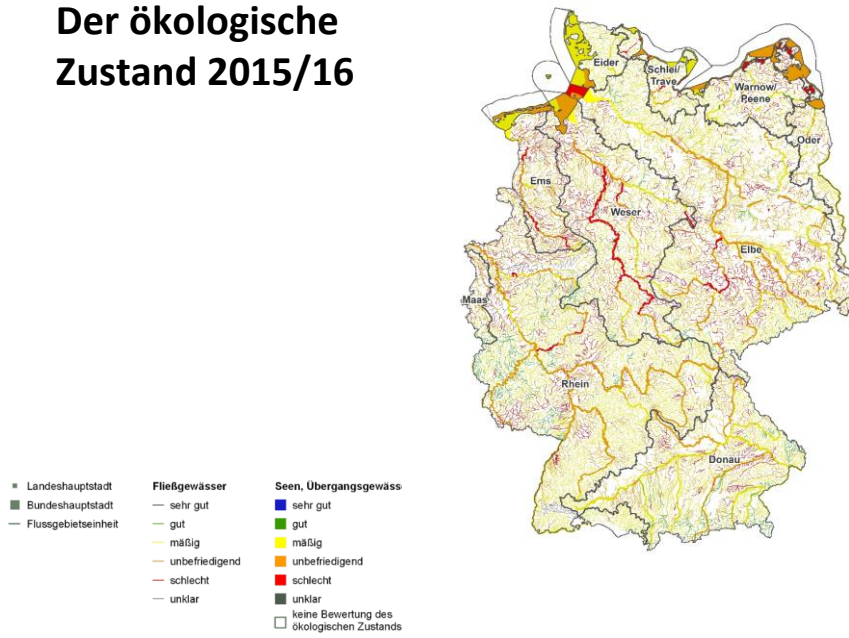 Der ökologische
Zustand 2015/16
Eider
Schlei/
Trave
Warnow/
Peene
Oder
Ems
Weser
Elbe
Maas
Rhein
Donau
Landeshauptstadt
Bundeshauptstadt
Flussgebietseinheit
Fließgewässer
sehr gut
gut
mäßig
unbefriedigend
schlecht
unklar
Seen, Übergangsgewäss
sehr gut
gut
mäßig
unbefriedigend
schlecht
unklar
keine Bewertung des
ökologischen Zustands